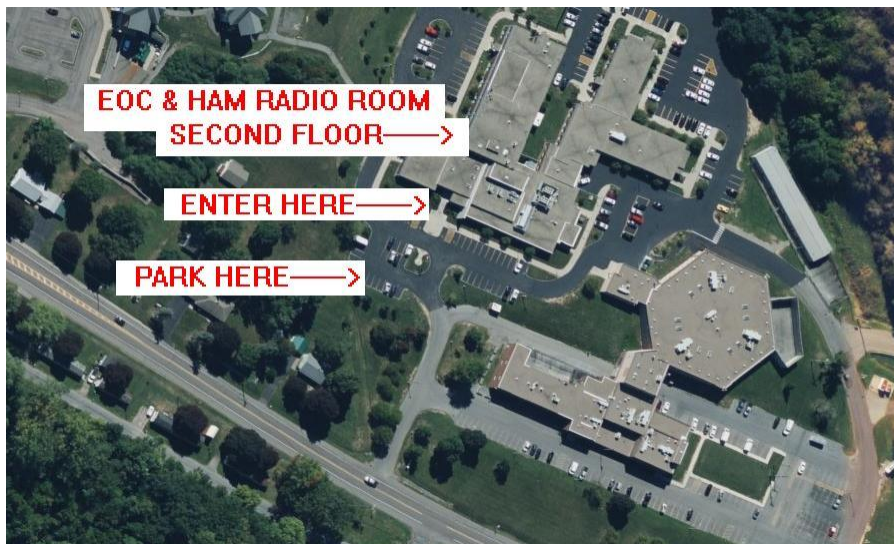 EOC & HAM RADIO ROOM
SECOND FLOOR
ENTER HERE
PARK HERE